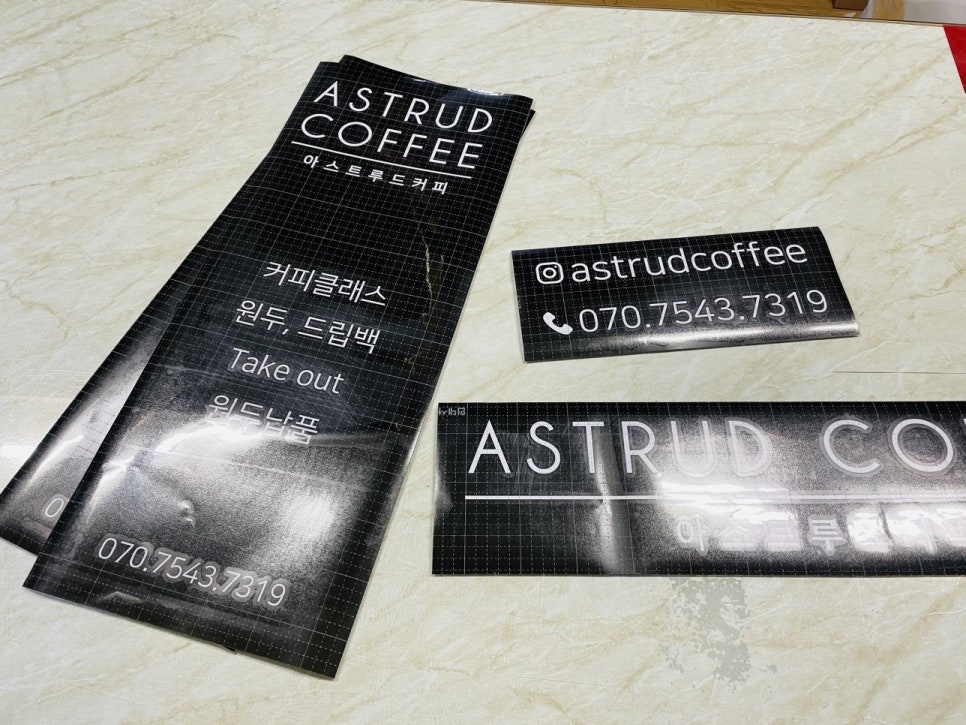 ASTRUD
COFFEE
아스트루드커피
커피클래스
원두, 드립백
Take out
원두납품
070.7543.7319
astrudcoffee
070.7543.7319
ASTRUD